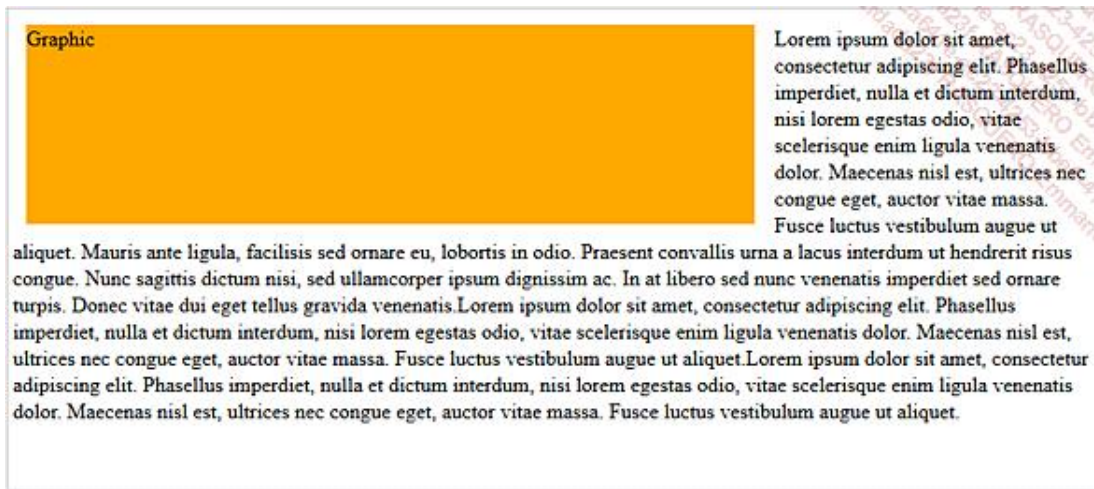 Graphic
Lorem ipsum dolor sit amet,
consectetur adipiscing elit. Phasellus
imperdiet, nulla et dictum interdum,
nisi lorem egestas odio, vitae
scelerisque enim ligula venenatis
dolor. Maecenas nisl est, ultrices nec
congue eget, auctor vitae massa.
Fusce luctus vestibulum augue ut
aliquet. Mauris ante ligula, facilisis sed ornare eu, lobortis in odio. Praesent convallis urna a lacus interdum ut hendrerit risus
congue. Nunc sagittis dictum nisi, sed ullamcorper ipsum dignissim ac. In at libero sed nunc venenatis imperdiet sed ornare
turpis. Donec vitae dui eget tellus gravida venenatis.Lorem ipsum dolor sit amet, consectetur adipiscing elit. Phasellus
imperdiet, nulla et dictum interdum, nisi lorem egestas odio, vitae scelerisque enim ligula venenatis dolor. Maecenas nisl est,
ultrices nec congue eget, auctor vitae massa. Fusce luctus vestibulum augue ut aliquet.Lorem ipsum dolor sit amet, consectetur
adipiscing elit. Phasellus imperdiet, nulla et dictum interdum, nisi lorem egestas odio, vitae scelerisque enim ligula venenatis
dolor. Maecenas nisl est, ultrices nec congue eget, auctor vitae massa. Fusce luctus vestibulum augue ut aliquet.